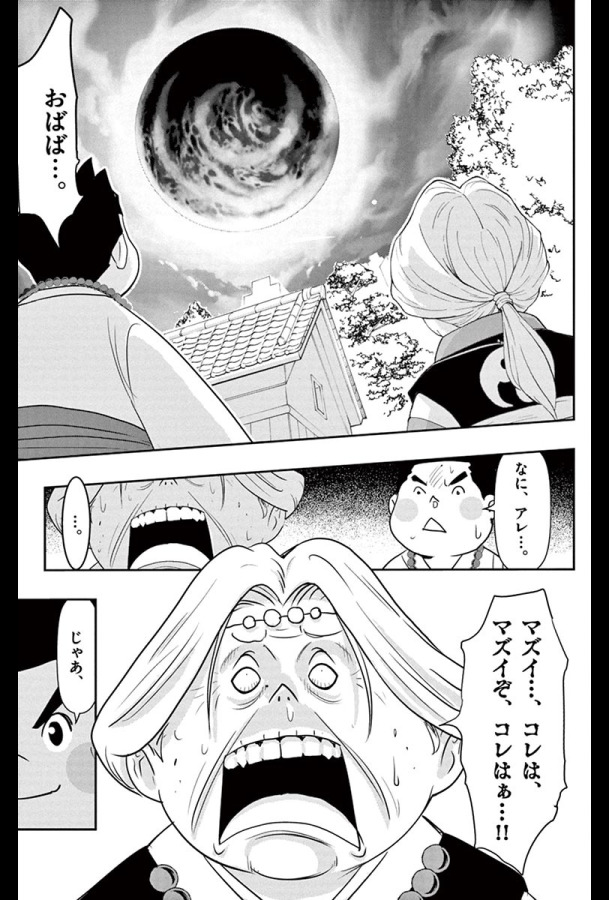 おばば…。
なに、アレ…。
…。
マズイ…、コレは、
マズイぞ、コレはぁ…!!
じゃあ、